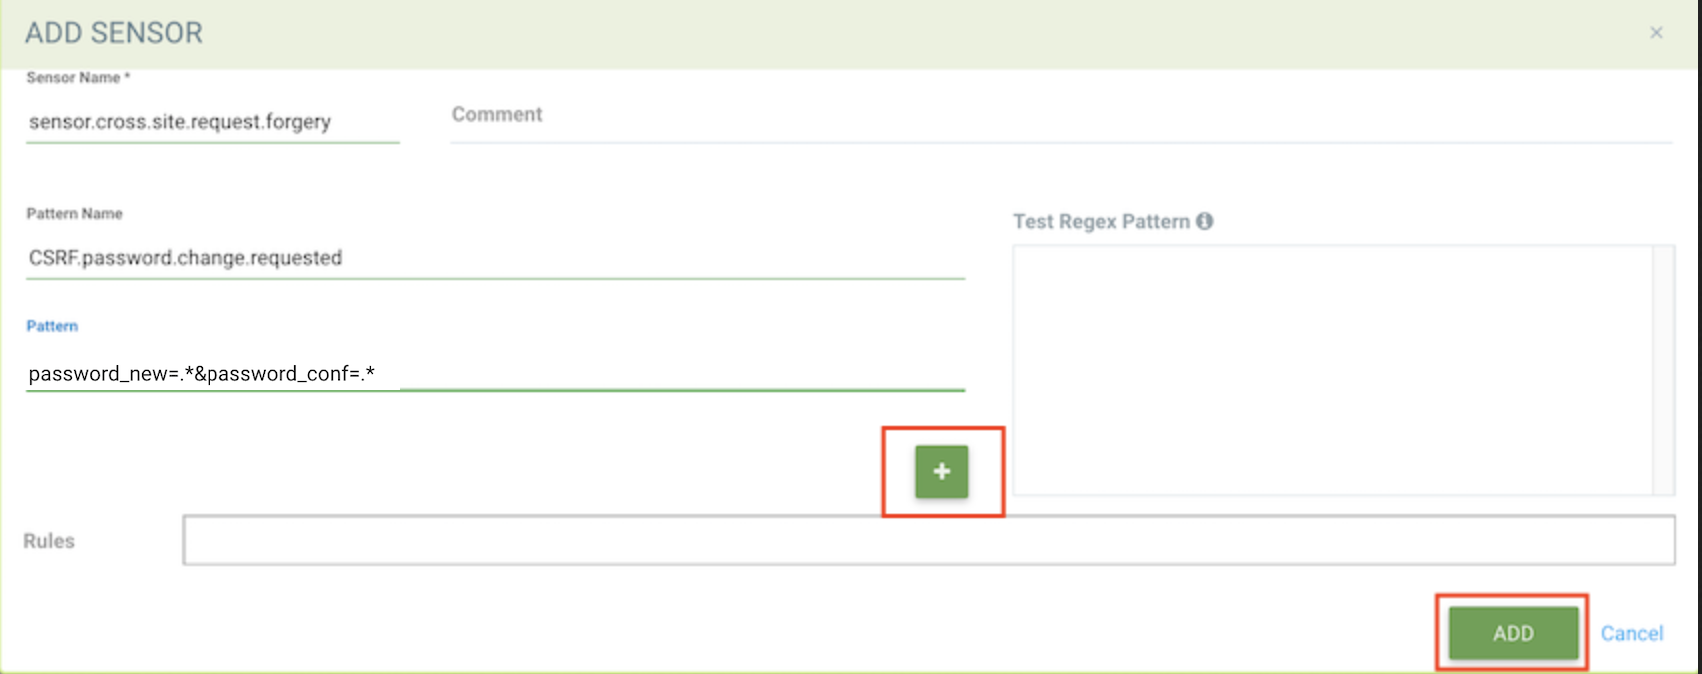 ADD SENSOR
×
Sensor Name *
sensor.cross.site.request.forgery
Comment
Pattern Name
CSRF.password.change.requested
Test Regex Pattern
Pattern
password_new=.*&password_conf=.*
+
Rules
ADD
Cancel